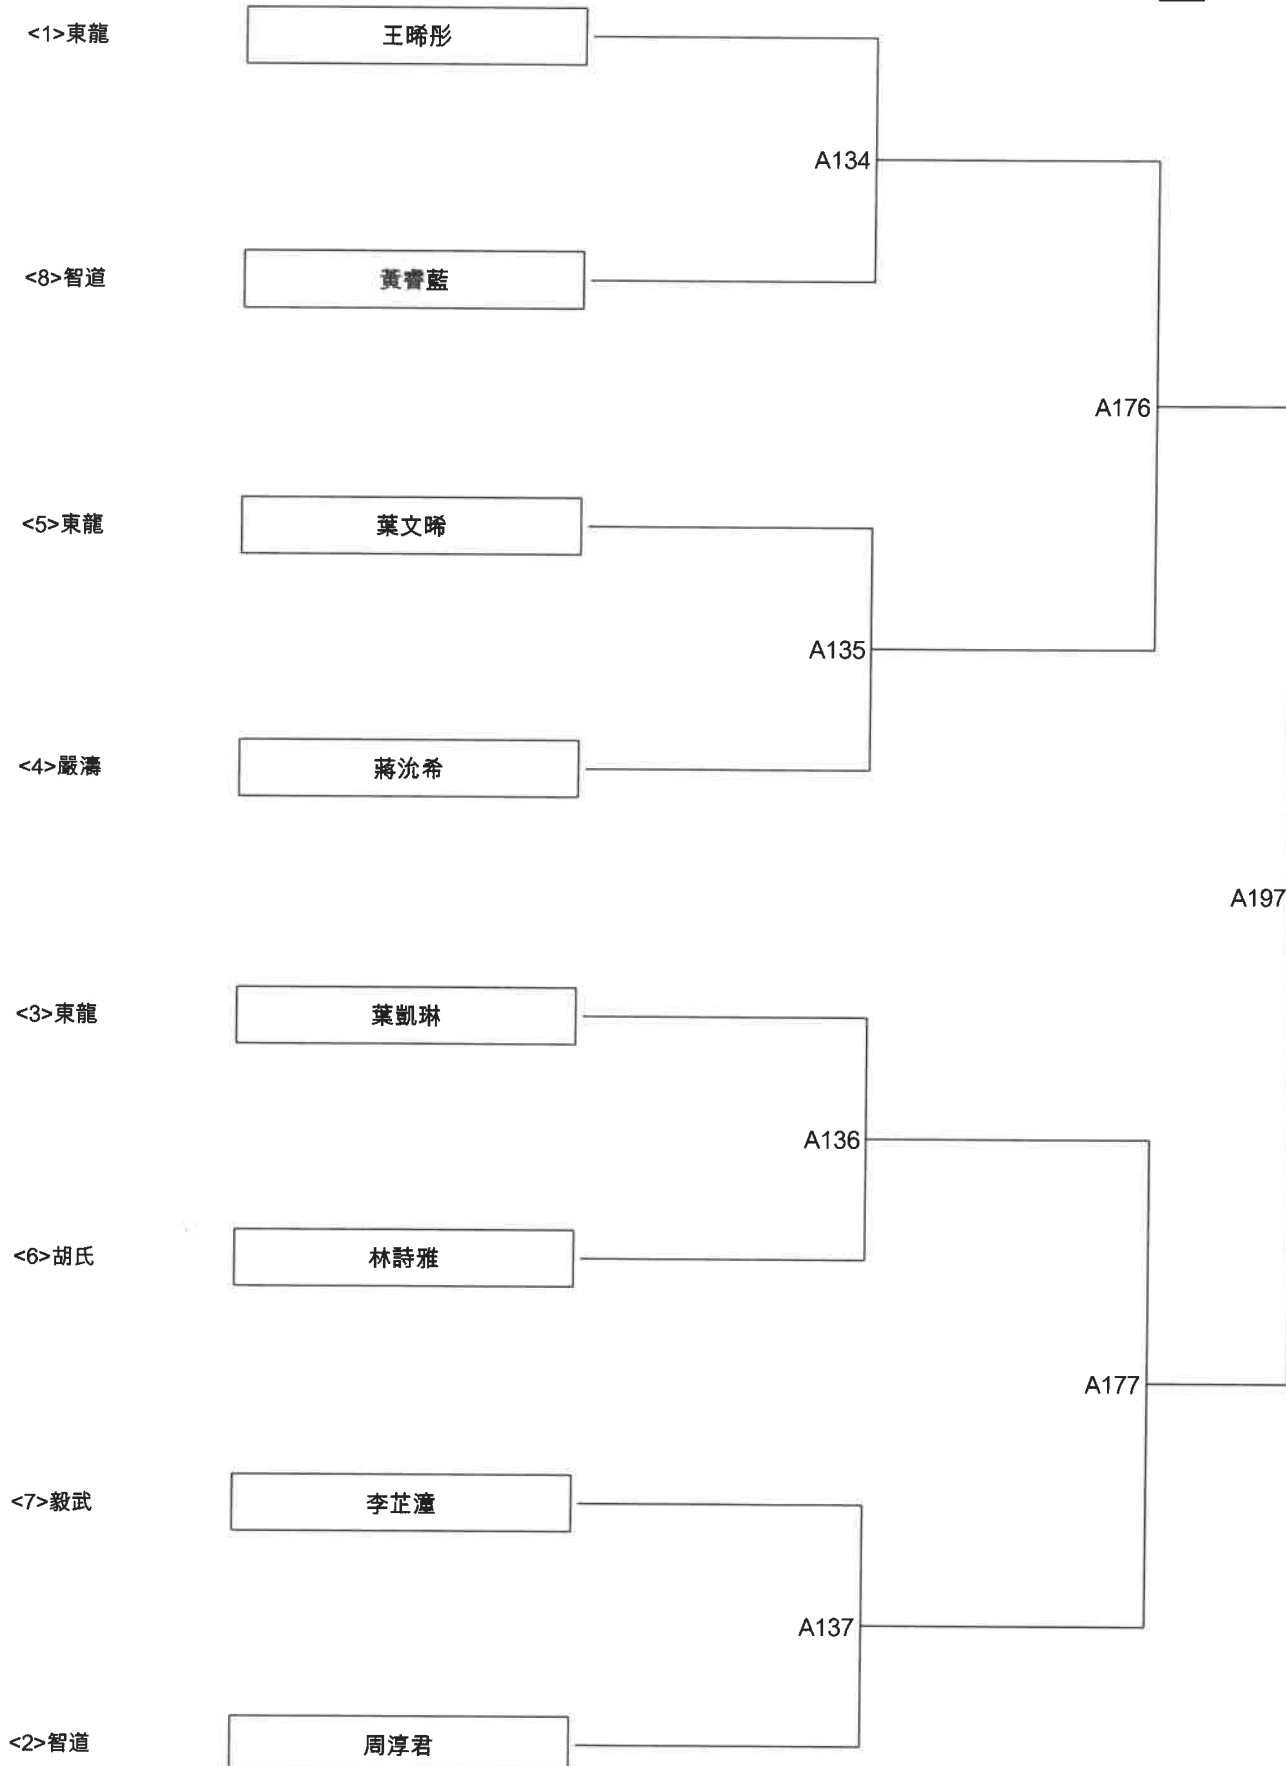 <1>東龍 王晞彤
A134
<8>智道 黃睿藍
A176
<5>東龍 葉文晞
A135
<4>嚴濤 蔣沇希
A197
<3>東龍 葉凱琳
A136
<6>胡氏 林詩雅
A177
<7>毅武 李芷潼
A137
<2>智道 周淳君